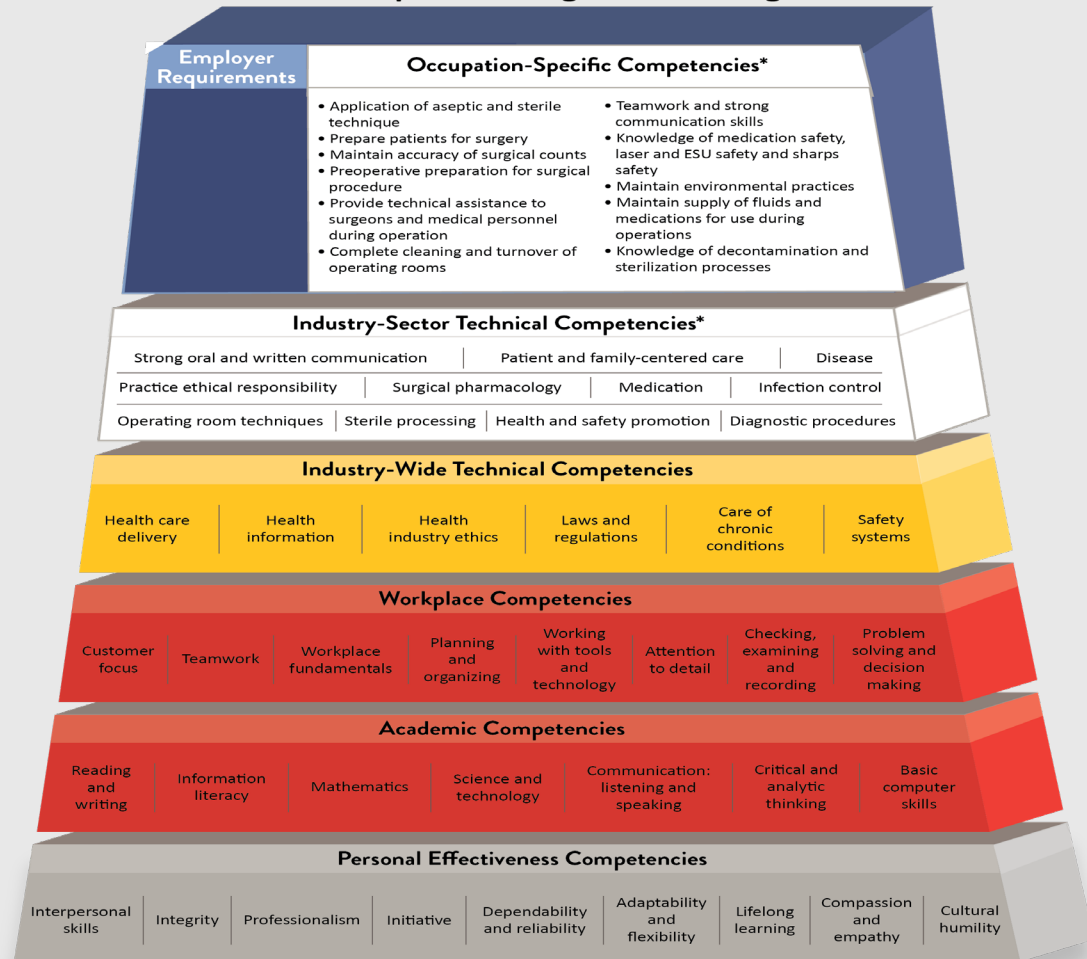 Employer
Requirements
Occupation-Specific Competencies*
• Application of aseptic and sterile
technique
• Prepare patients for surgery
• Maintain accuracy of surgical counts
• Preoperative preparation for surgical
procedure
• Provide technical assistance to
surgeons and medical personnel
during operation
• Complete cleaning and turnover of
operating rooms
• Teamwork and strong
communication skills
• Knowledge of medication safety,
laser and ESU safety and sharps
safety
• Maintain environmental practices
• Maintain supply of fluids and
medications for use during
operations
• Knowledge of decontamination and
sterilization processes
Industry-Sector Technical Competencies*
Strong oral and written communication
Patient and family-centered care
Disease
Practice ethical responsibility
Surgical pharmacology
Medication
Infection control
Operating room techniques
Sterile processing
Health and safety promotion
Diagnostic procedures
Industry-Wide Technical Competencies
Health care
delivery
Health
information
Health
industry ethics
Laws and
regulations
Care of
chronic
conditions
Safety
systems
Workplace Competencies
Customer
focus
Teamwork
Workplace
fundamentals
Planning
and
organizing
Working
with tools
and
technology
Attention
to detail
Checking,
examining
and
recording
Problem
solving and
decision
making
Academic Competencies
Reading
and
writing
Information
literacy
Mathematics
Science and
technology
Communication:
listening and
speaking
Critical and
analytic
thinking
Basic
computer
skills
Personal Effectiveness Competencies
Interpersonal
skills
Integrity
Professionalism
Initiative
Dependability
and reliability
Adaptability
and
flexibility
Lifelong
learning
Compassion
and
empathy
Cultural
humility